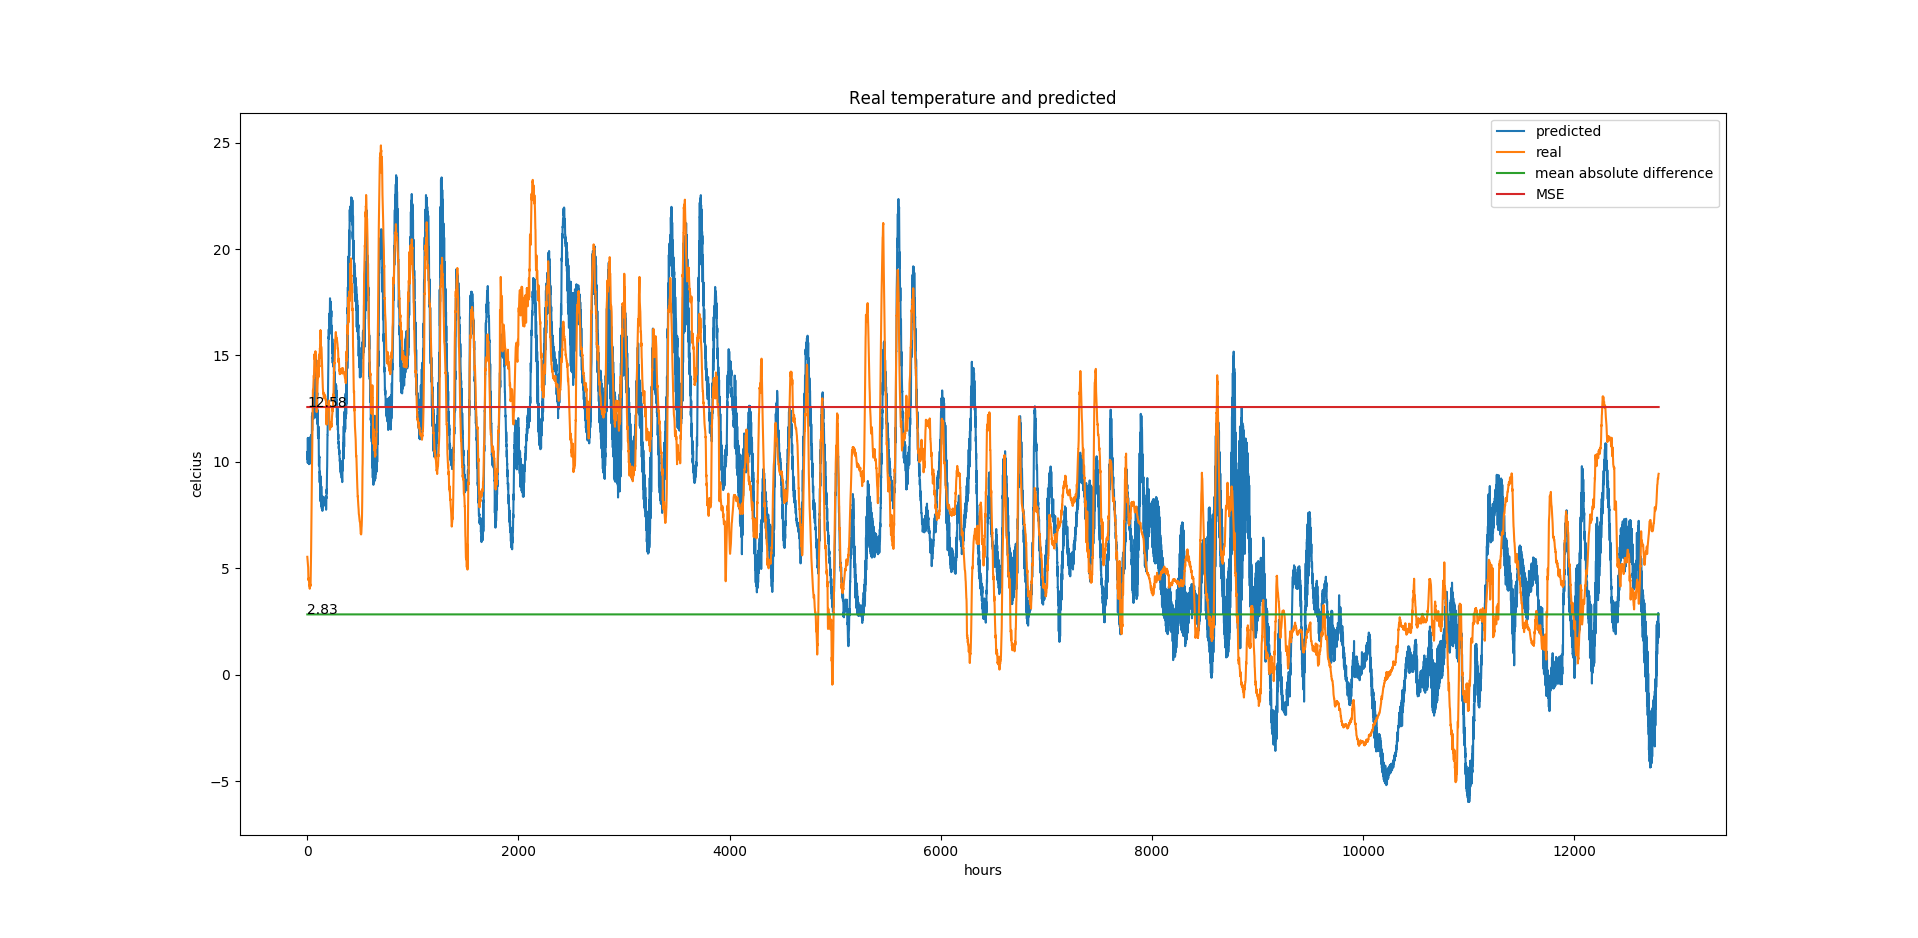 Real temperature and predicted
predicted
real
mean absolute difference
MSE
25
20
15
10
5
0
−5
12.58
2.83
celcius
0
2000
4000
6000
8000
10000
12000
hours